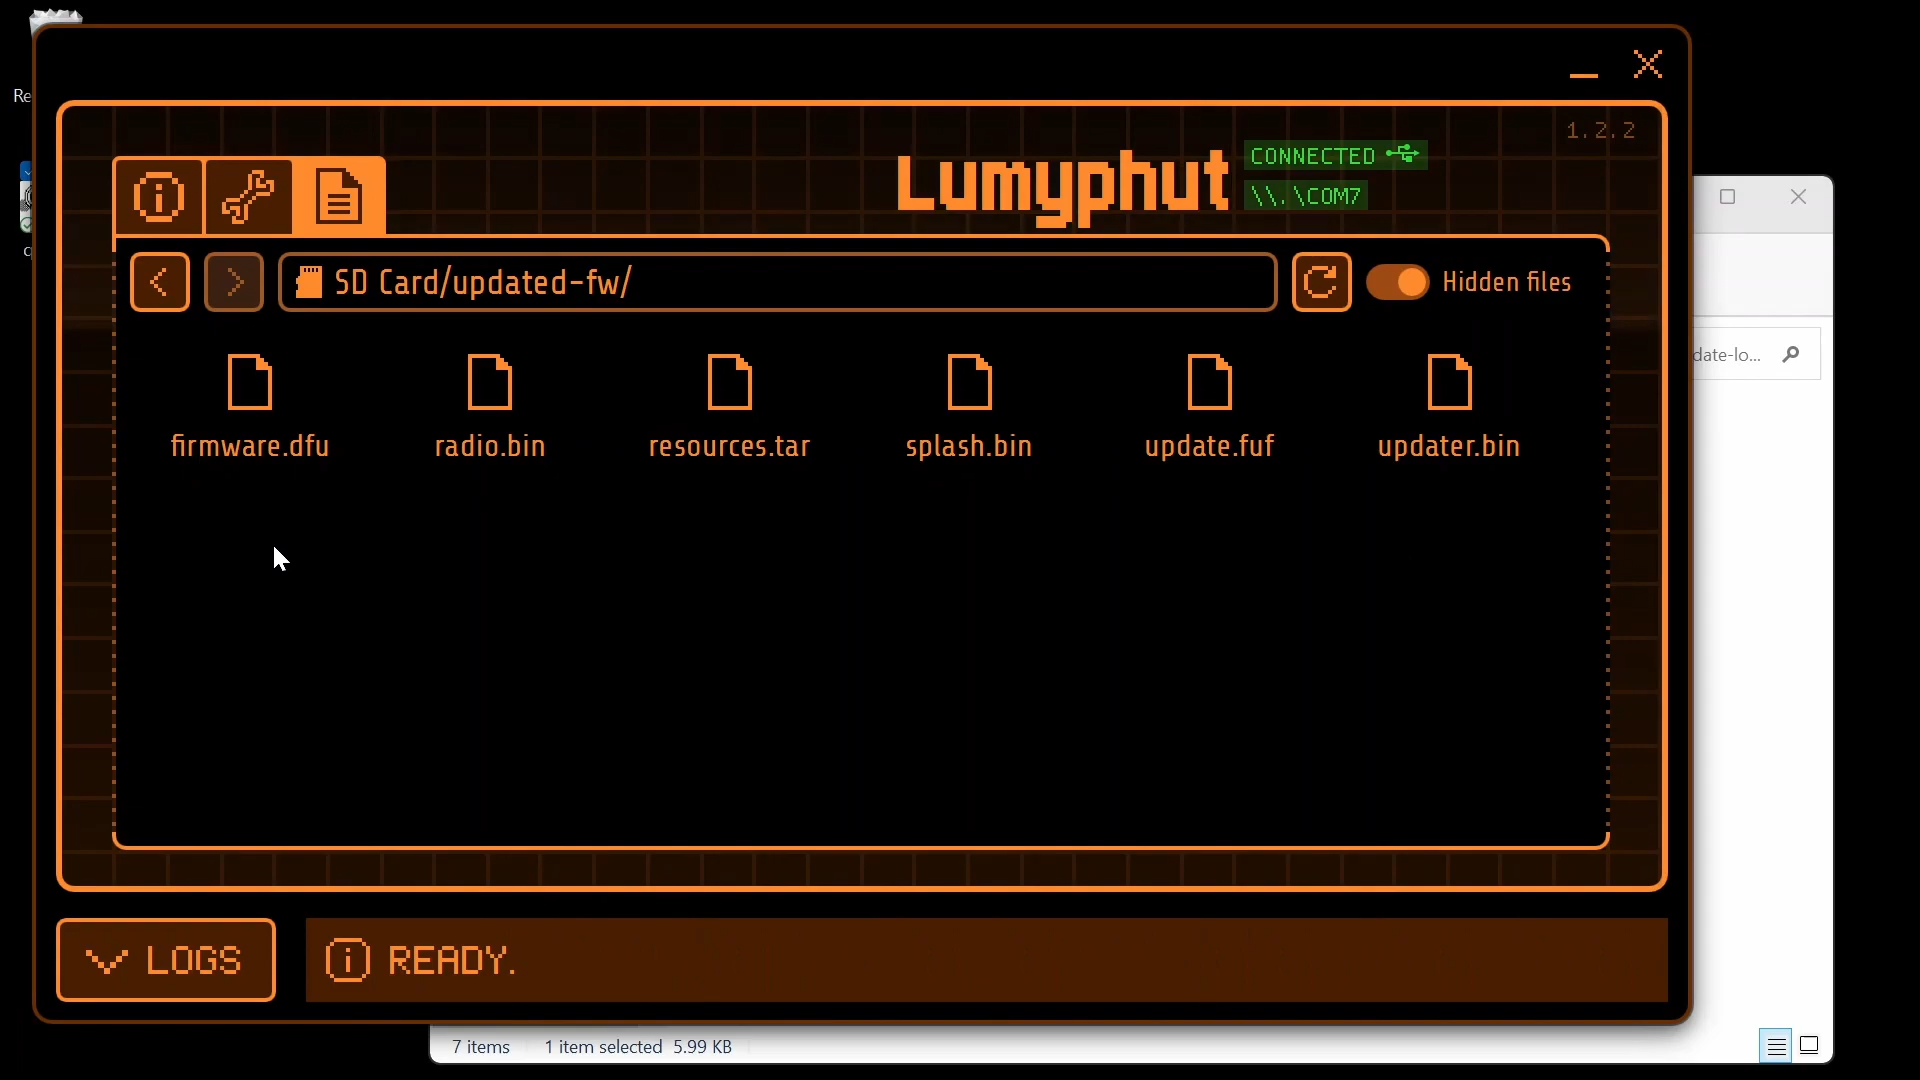 Re
1.2.2
CONNECTED
Lumyphut
\\.\COM7
SD Card/updated-fw/
Hidden files
date-lo...
firmware.dfu
radio.bin
resources.tar
splash.bin
update.fuf
updater.bin
LOGS
READY.
7 items
1 item selected 5.99 KB